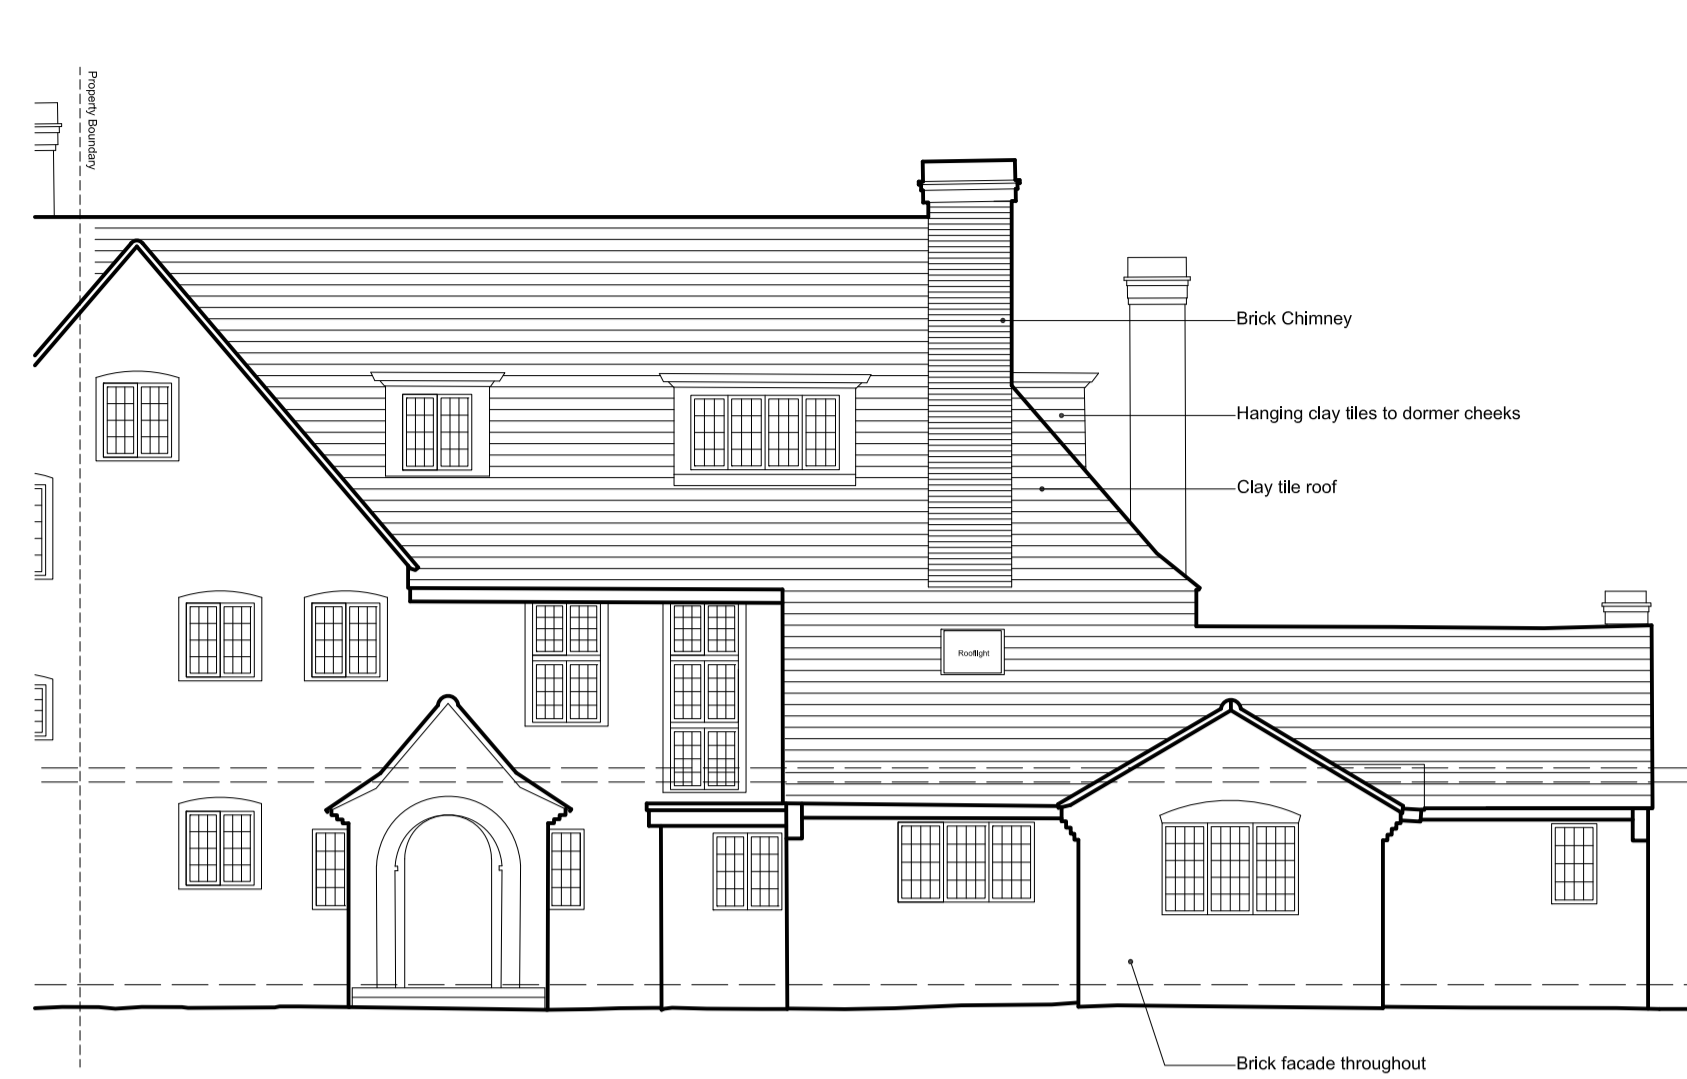 Property Boundary
Brick Chimney
Hanging clay tiles to dormer cheeks
Clay tile roof
Rooflight
Brick facade throughout